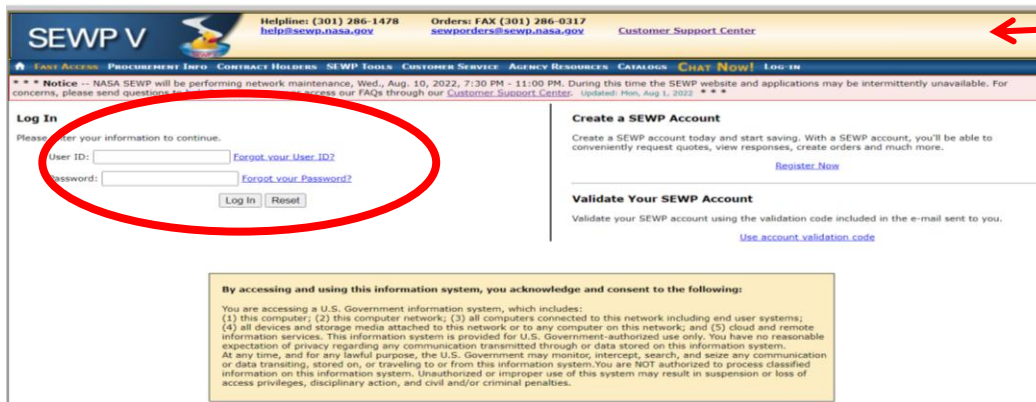 SEWP V
Helpline: (301) 286-1478
help@sewp.nasa.gov
Orders: FAX (301) 286-0317
sewporders@sewp.nasa.gov
Customer Support Center
Fast Access Procurement Info Contract Holders SEWP Tools Customer Service Agency Resources Catalogs Chat Now! Log-in
* * * Notice -- NASA SEWP will be performing network maintenance, Wed., Aug. 10, 2022, 7:30 PM - 11:00 PM. During this time the SEWP website and applications may be intermittently unavailable. For
concerns, please send questions to access our FAQs through our Customer Support Center. Updated: Mon, Aug 1, 2022 * * *
Log In
Please enter your information to continue.
User ID: Forgot your User ID?
Password: Forgot your Password?
Log In Reset
Create a SEWP Account
Create a SEWP account today and start saving. With a SEWP account, you'll be able to
conveniently request quotes, view responses, create orders and much more.
Register Now
Validate Your SEWP Account
Validate your SEWP account using the validation code included in the e-mail sent to you.
Use account validation code
By accessing and using this information system, you acknowledge and consent to the following:
You are accessing a U.S. Government information system, which includes:
(1) this computer; (2) this computer network; (3) all computers connected to this network including end user systems;
(4) all devices and storage media attached to this network or to any computer on this network; and (5) cloud and remote
information services. This information system is provided for U.S. Government-authorized use only. You have no reasonable
expectation of privacy regarding any communication transmitted through or data stored on this information system.
At any time, and for any lawful purpose, the U.S. Government may monitor, intercept, search, and seize any communication
or data transiting, stored on, or traveling to or from this information system.You are NOT authorized to process classified
information on this information system. Unauthorized or improper use of this system may result in suspension or loss of
access privileges, disciplinary action, and civil and/or criminal penalties.